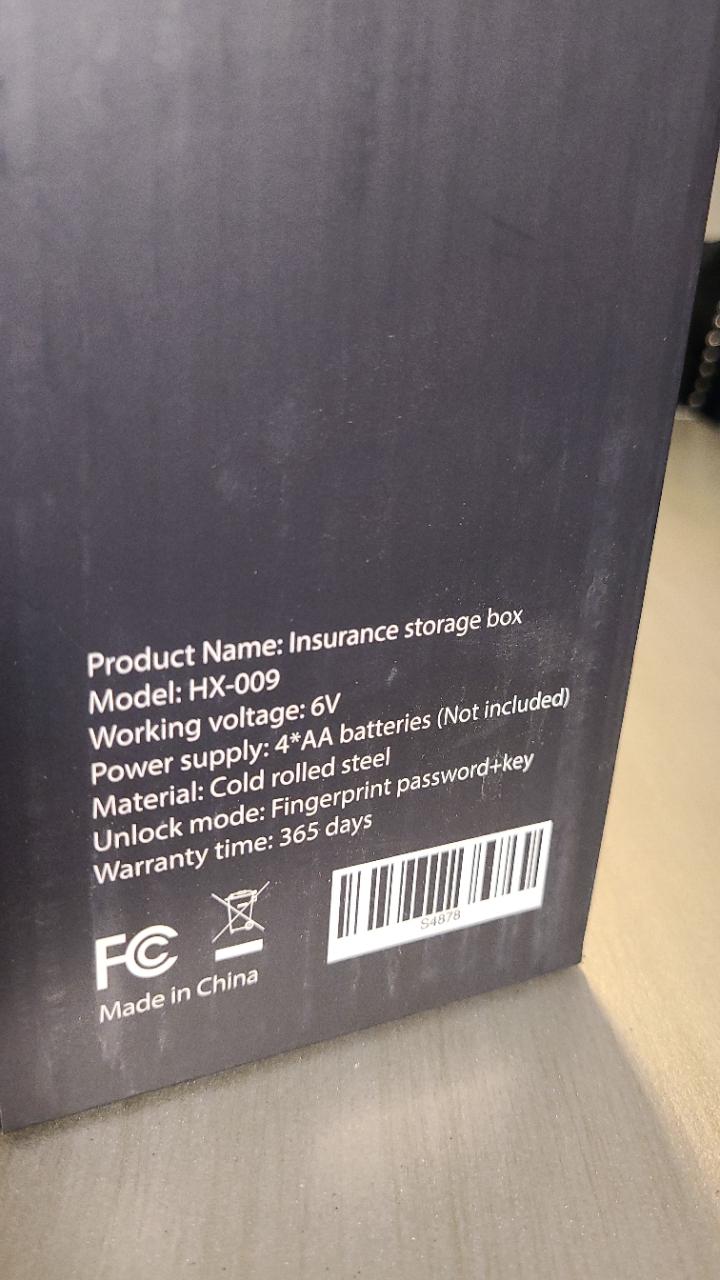 Product Name: Insurance storage box
Model: HX-009
Working voltage: 6V
Power supply: 4*AA batteries (Not included)
Material: Cold rolled steel
Unlock mode: Fingerprint password+key
Warranty time: 365 days
S4878
FC
Made in China